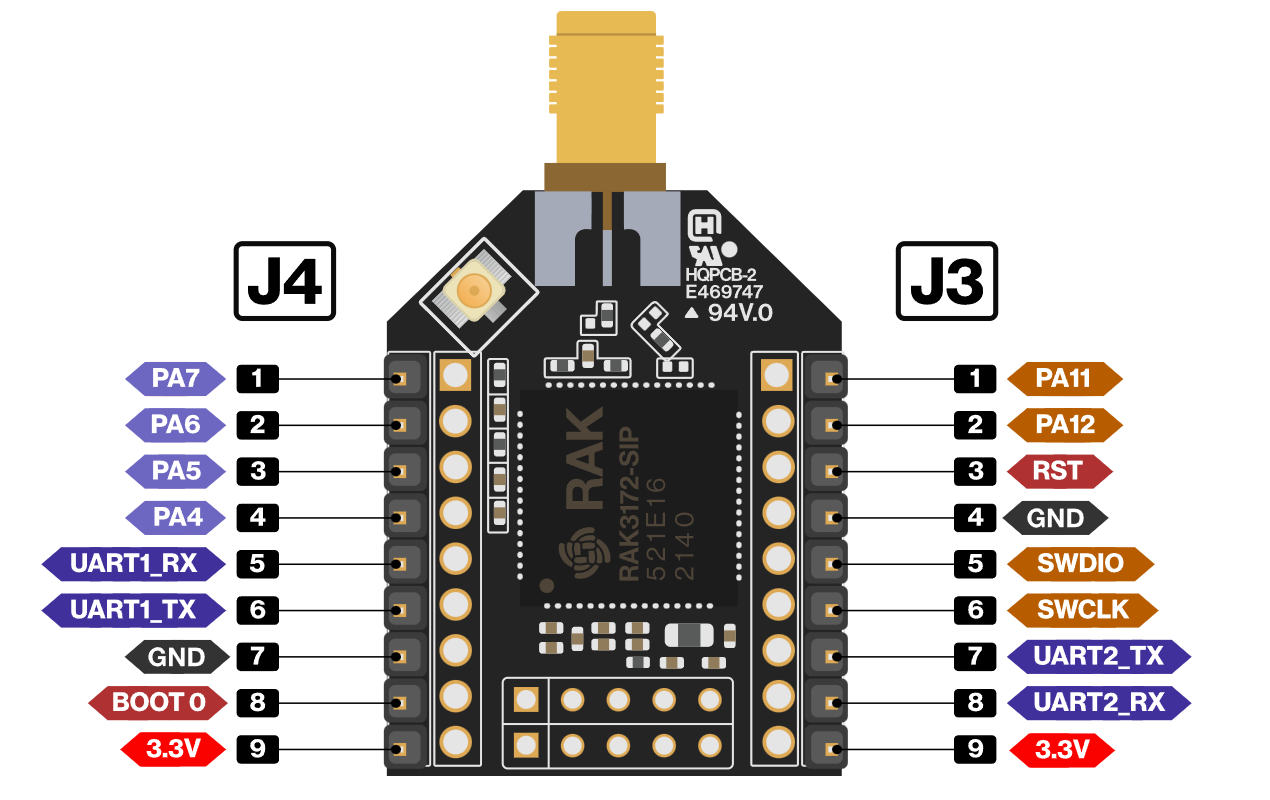 HQPCB-2
E469747
94V.0
J4
J3
PA7 1
PA6 2
PA5 3
PA4 4
UART1_RX 5
UART1_TX 6
GND 7
BOOT 0 8
3.3V 9
RAK
RAK3172-SIP
521E16
2140
1 PA11
2 PA12
3 RST
4 GND
5 SWDIO
6 SWCLK
7 UART2_TX
8 UART2_RX
9 3.3V